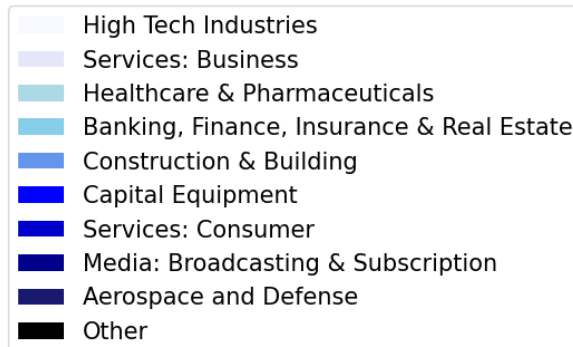 High Tech Industries
Services: Business
Healthcare & Pharmaceuticals
Banking, Finance, Insurance & Real Estate
Construction & Building
Capital Equipment
Services: Consumer
Media: Broadcasting & Subscription
Aerospace and Defense
Other